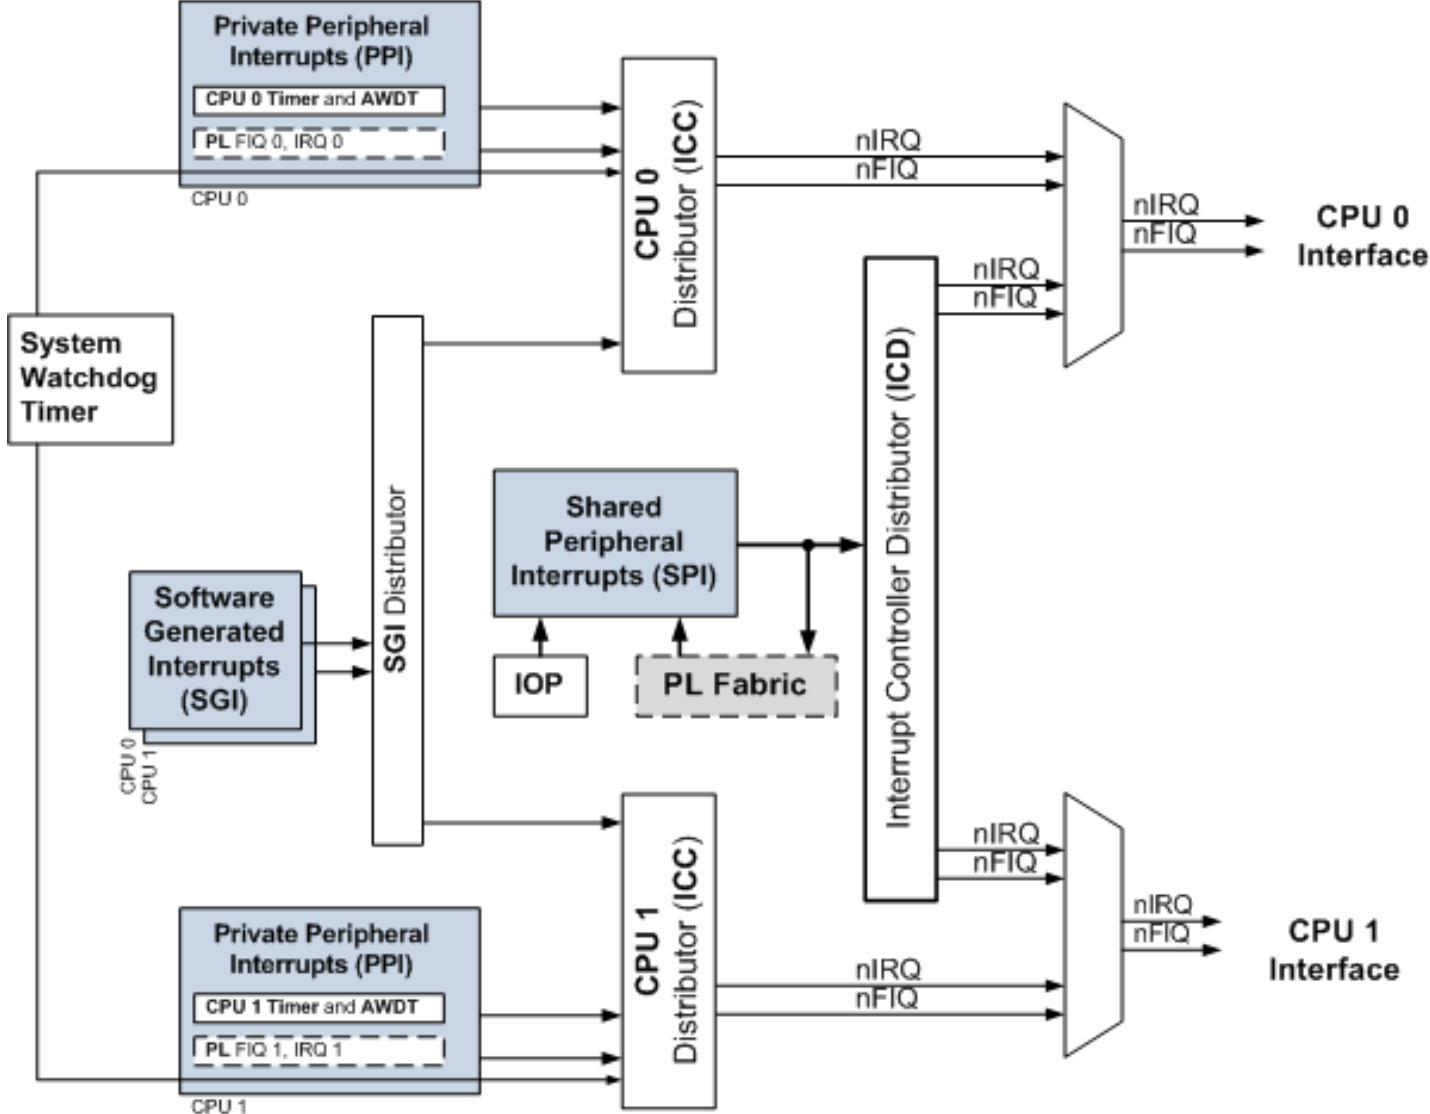 Private Peripheral
Interrupts (PPI)
CPU 0 Timer and AWDT
PL FIQ 0, IRQ 0
CPU 0
CPU 0
Distributor (ICC)
nIRQ
nFIQ
nIRQ
nFIQ
CPU 0
Interface
nIRQ
nFIQ
System
Watchdog
Timer
SGI Distributor
Shared
Peripheral
Interrupts (SPI)
IOP
PL Fabric
Interrupt Controller Distributor (ICD)
Software
Generated
Interrupts
(SGI)
CPU 0
CPU 1
nIRQ
nFIQ
Private Peripheral
Interrupts (PPI)
CPU 1 Timer and AWDT
PL FIQ 1, IRQ 1
CPU 1
CPU 1
Distributor (ICC)
nIRQ
nFIQ
nIRQ
nFIQ
CPU 1
Interface